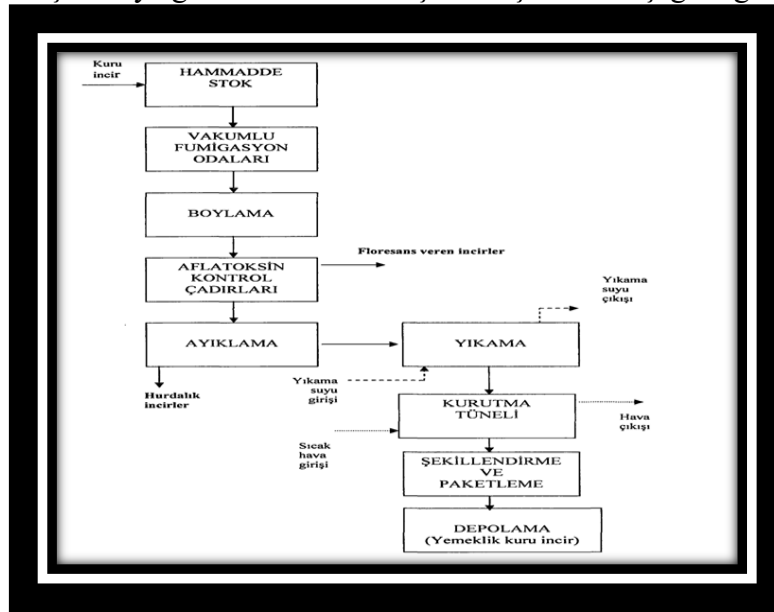 Kuru
incir
HAMMADDE
STOK
VAKUMLU
FUMİGASYON
ODALARI
BOYLAMA
Floresans veren incirler
AFLATOKSİN
KONTROL
ÇADIRLARI
Yıkama
suyu
çıkışı
AYIKLAMA
YIKAMA
Hurdalık
incirler
Yıkama
suyu
girişi
KURUTMA
TÜNELİ
Hava
çıkışı
Sıcak
hava
girişi
ŞEKİLLENDİRME
VE
PAKETLEME
DEPOLAMA
(Yemeklik kuru incir)